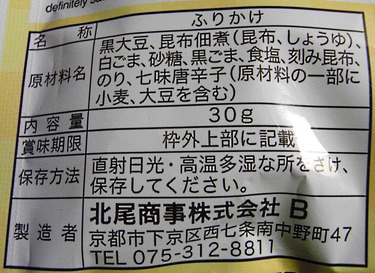 definitely
名称 ふりかけ
原材料名 黒大豆、昆布佃煮(昆布、しょうゆ)、
白ごま、砂糖、黒ごま、食塩、刻み昆布、
のり、七味唐辛子(原材料の一部に
小麦、大豆を含む)
内容量 30g
賞味期限 枠外上部に記載
保存方法 直射日光・高温多湿な所をさけ、
保存してください。
製造者 北尾商事株式会社 B
京都市下京区西七条南中野町47
TEL 075-312-8811